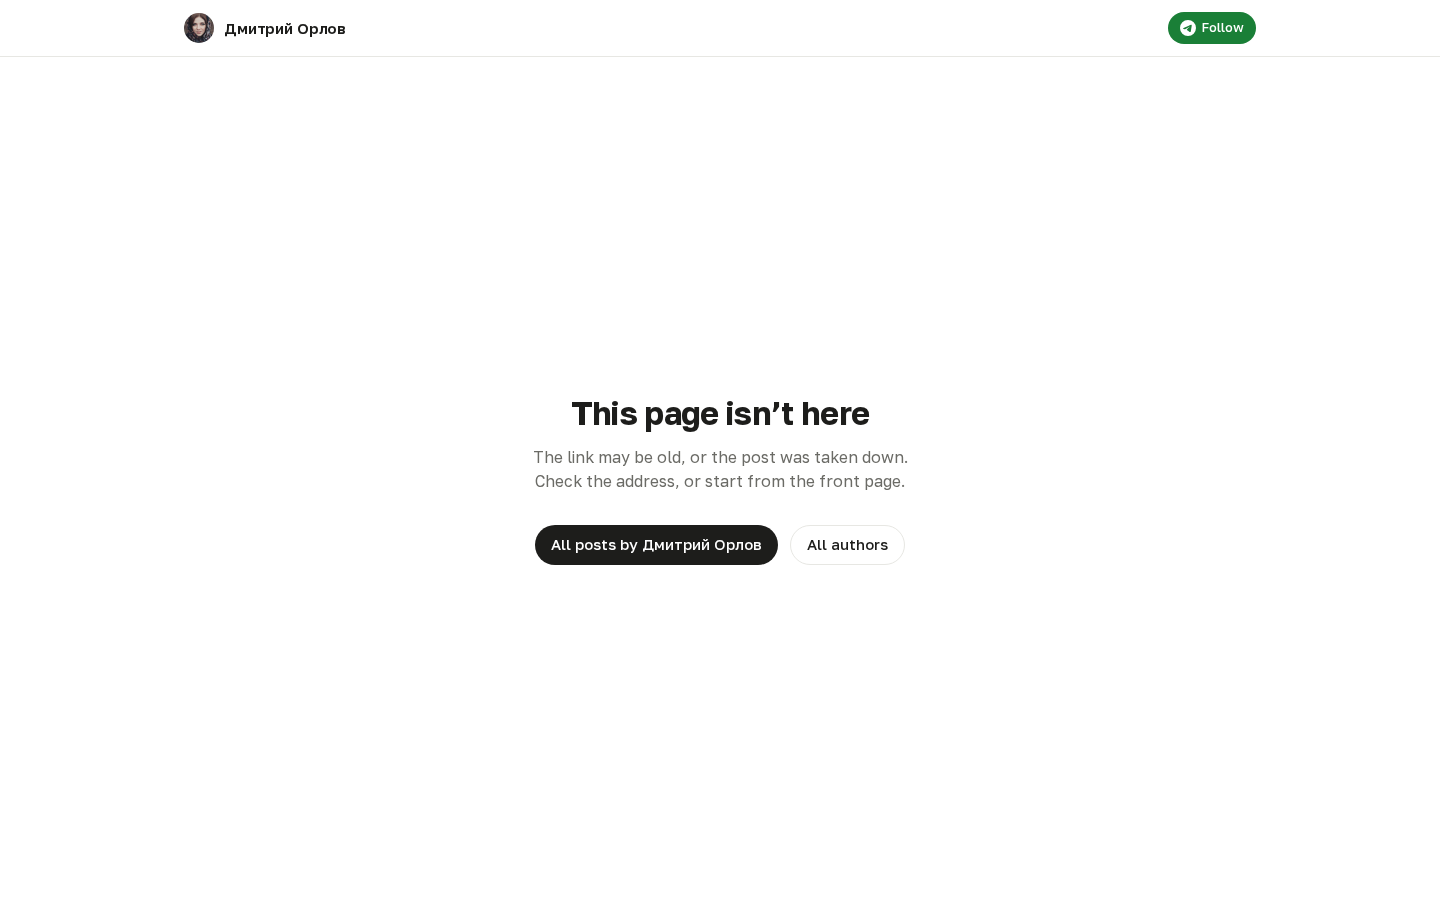 Дмитрий Орлов
Follow
This page isn’t here
The link may be old, or the post was taken down.
Check the address, or start from the front page.
All posts by Дмитрий Орлов
All authors